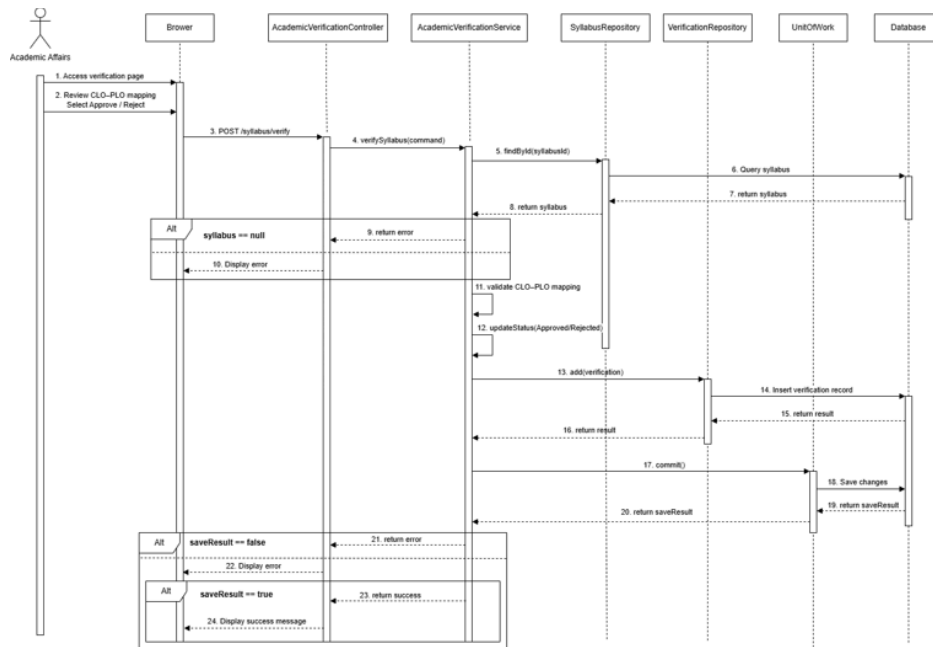 Academic Affairs
Brower
AcademicVerificationController
AcademicVerificationService
SyllabusRepository
VerificationRepository
UnitOfWork
Database
1. Access verification page
2. Review CLO–PLO mapping
Select Approve / Reject
3. POST /syllabus/verify
4. verifySyllabus(command)
5. findById(syllabusId)
6. Query syllabus
7. return syllabus
8. return syllabus
Alt
syllabus == null
9. return error
10. Display error
11. validate CLO–PLO mapping
12. updateStatus(Approved/Rejected)
13. add(verification)
14. Insert verification record
15. return result
16. return result
17. commit()
18. Save changes
19. return saveResult
20. return saveResult
Alt
saveResult == false
21. return error
22. Display error
Alt
saveResult == true
23. return success
24. Display success message